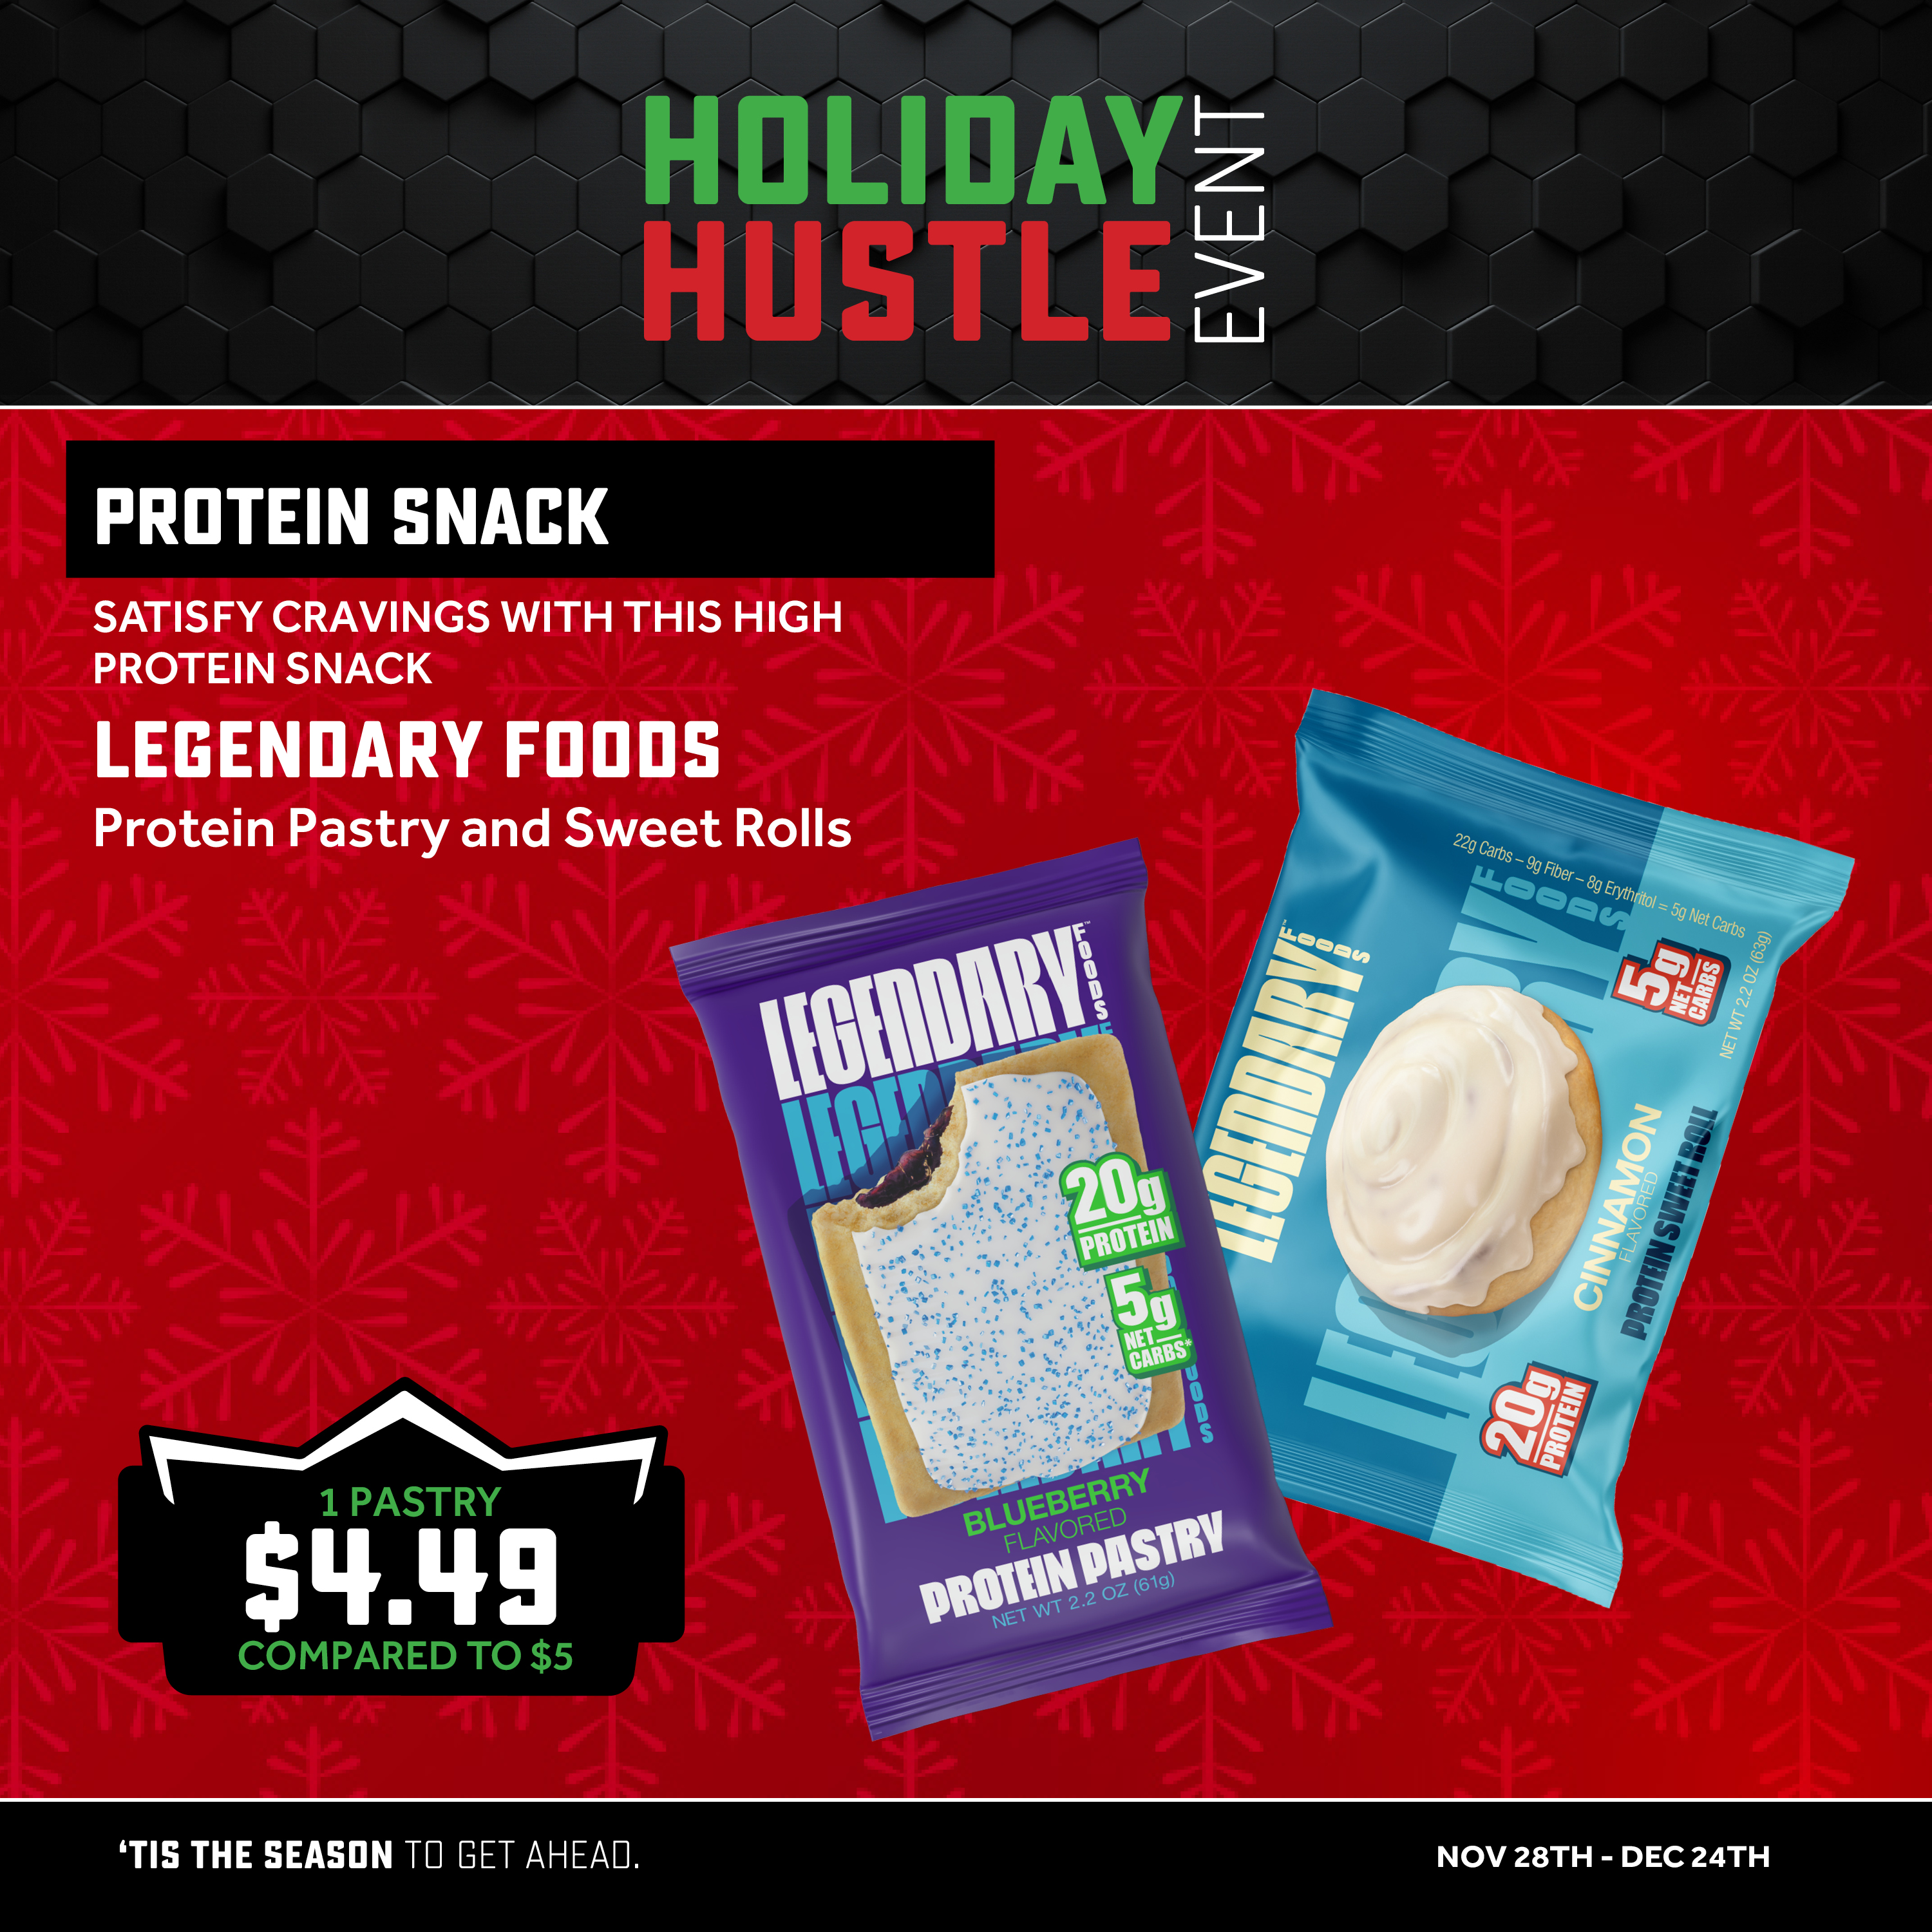 HOLIDAY
HUSTLE
EVENT
PROTEIN SNACK
SATISFY CRAVINGS WITH THIS HIGH
PROTEIN SNACK
LEGENDARY FOODS
Protein Pastry and Sweet Rolls
LEGENDARY FOODS™
20g
PROTEIN
5g
NET
CARBS*
BLUEBERRY
FLAVORED
PROTEIN PASTRY
NET WT 2.2 OZ (61g)
22g Carbs – 9g Fiber – 8g Erythritol = 5g Net Carbs
LEGENDARY FOODS
5g
NET
CARBS
NET WT 2.2 OZ (63g)
CINNAMON
FLAVORED
PROTEIN SWEET ROLL
20g
PROTEIN
1 PASTRY
$4.49
COMPARED TO $5
‘TIS THE SEASON TO GET AHEAD.
NOV 28TH - DEC 24TH